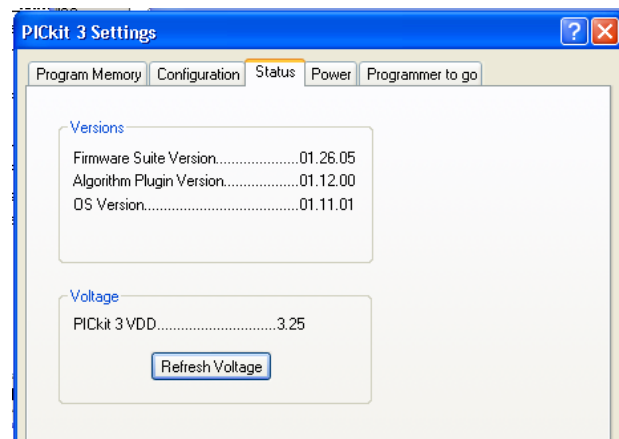 PICkit 3 Settings
Program Memory Configuration Status Power Programmer to go
Versions
Firmware Suite Version....................01.26.05
Algorithm Plugin Version..................01.12.00
OS Version.....................................01.11.01
Voltage
PICkit 3 VDD.............................3.25
Refresh Voltage